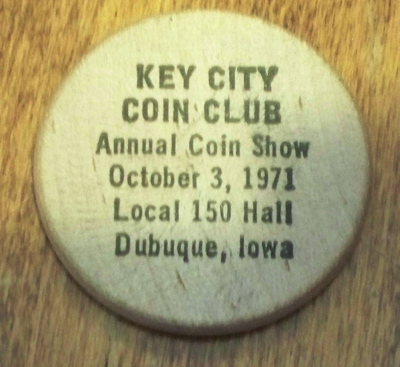 KEY CITY
COIN CLUB
Annual Coin Show
October 3, 1971
Local 150 Hall
Dubuque, Iowa